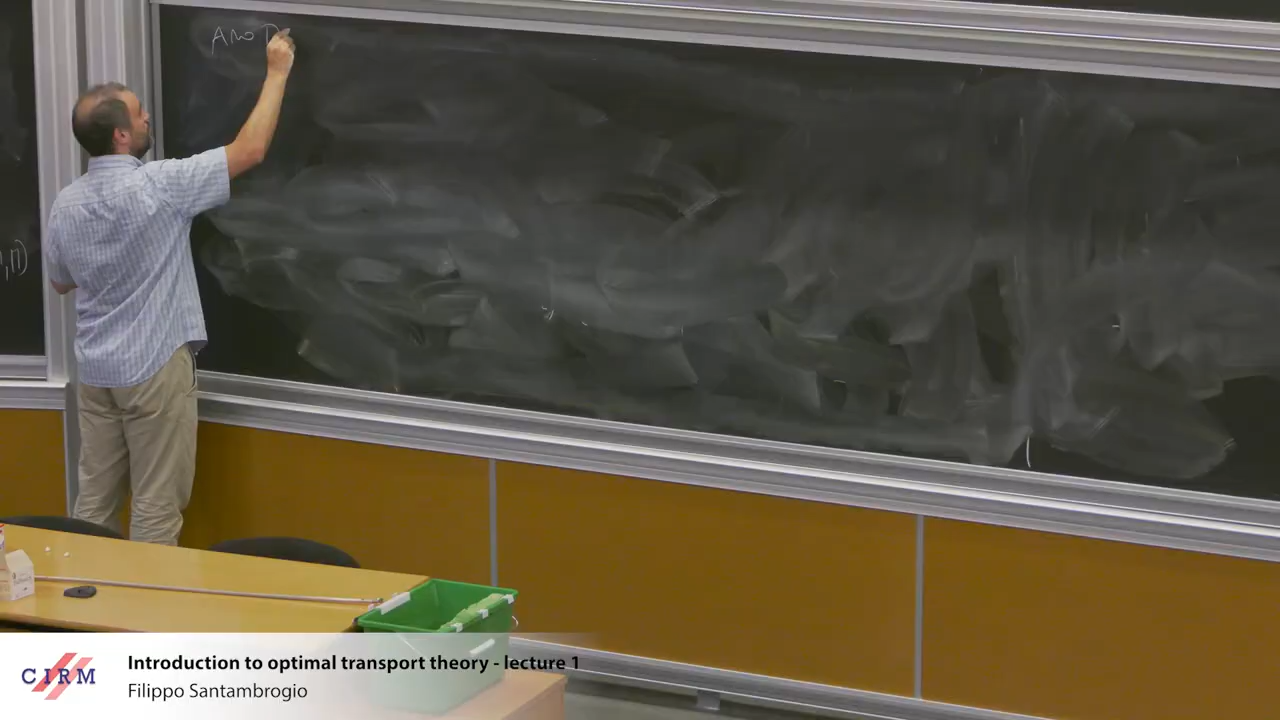 CIRM
Introduction to optimal transport theory - lecture 1
Filippo Santambrogio